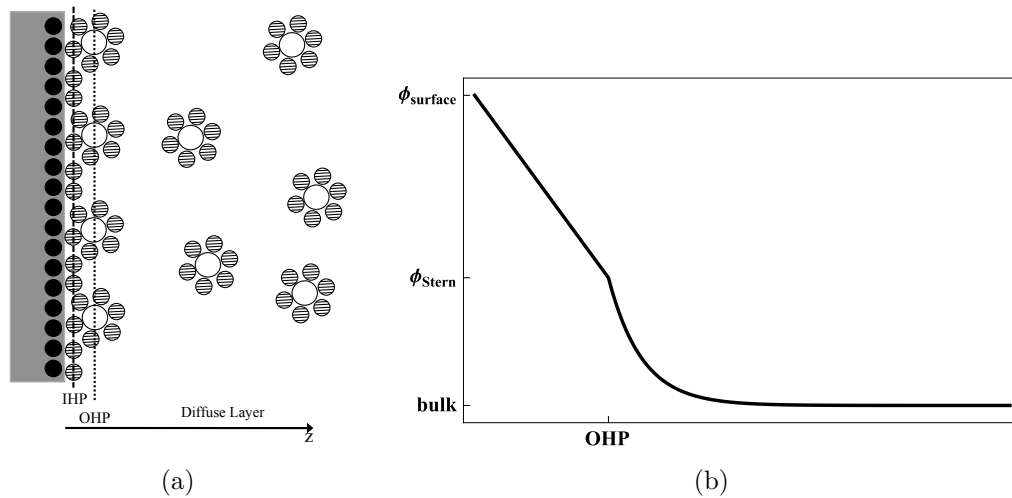 IHP
OHP
Diffuse Layer
z
(a)
ϕsurface
ϕStern
bulk
OHP
(b)